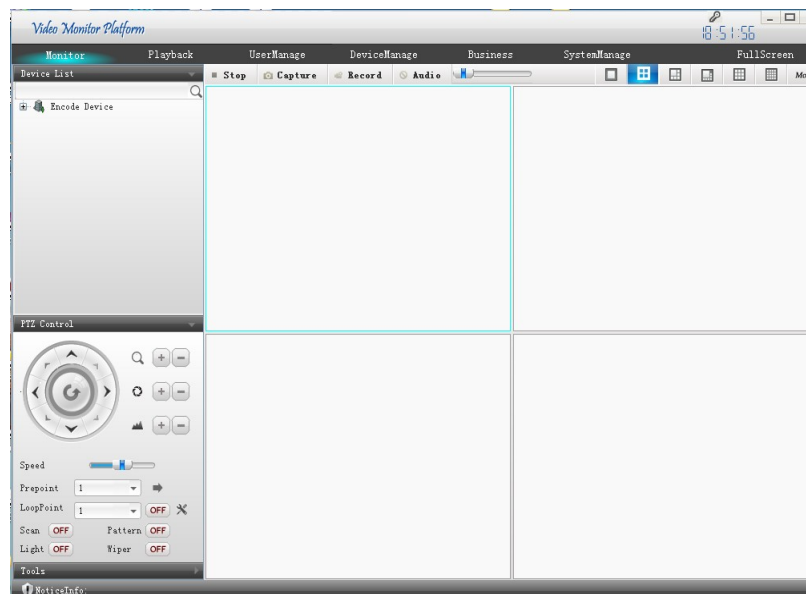 Video Monitor Platform
18:51:56
Monitor Playback UserManage DeviceManage Business SystemManage FullScreen
Device List
Stop Capture Record Audio
Encode Device
PTZ Control
Speed
Prepoint 1
LoopPoint 1 OFF
Scan OFF Pattern OFF
Light OFF Wiper OFF
Tools
NoticeInfo: